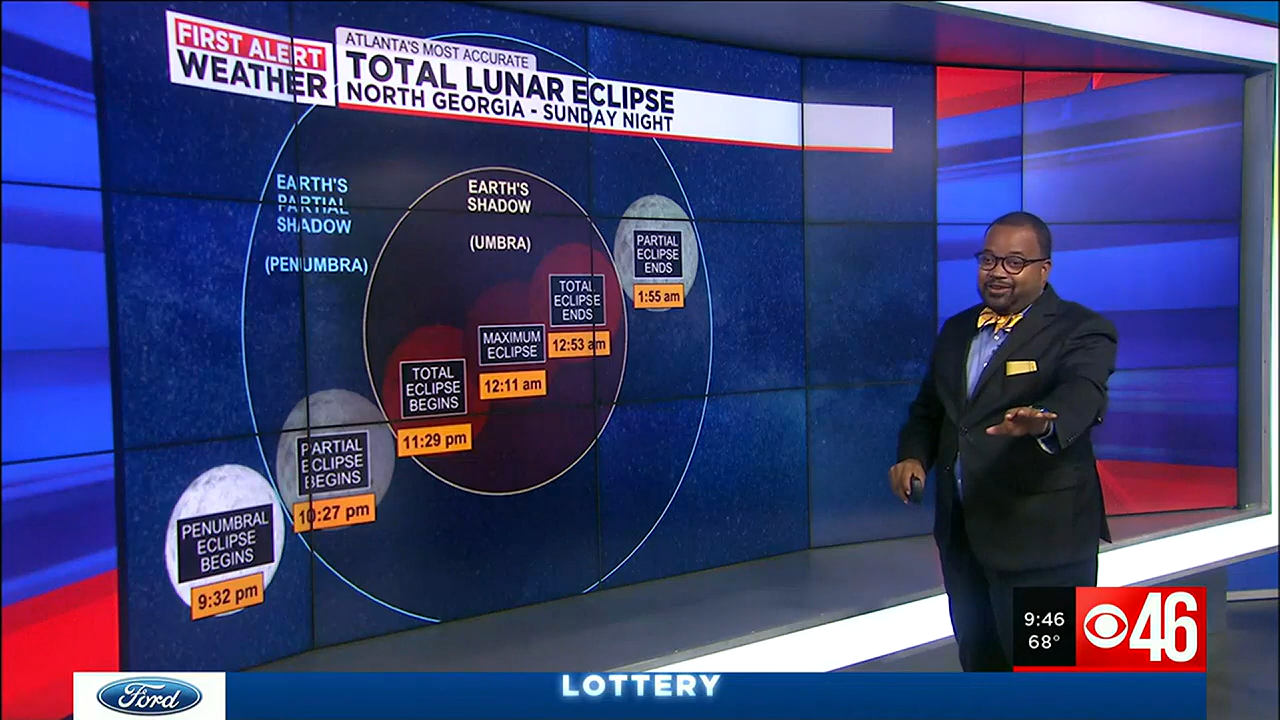 FIRST ALERT
WEATHER
ATLANTA'S MOST ACCURATE
TOTAL LUNAR ECLIPSE
NORTH GEORGIA - SUNDAY NIGHT
EARTH'S
PARTIAL
SHADOW
(PENUMBRA)
EARTH'S
SHADOW
(UMBRA)
PARTIAL
ECLIPSE
ENDS
1:55 am
TOTAL
ECLIPSE
ENDS
12:53 am
MAXIMUM
ECLIPSE
12:11 am
TOTAL
ECLIPSE
BEGINS
11:29 pm
PARTIAL
ECLIPSE
BEGINS
10:27 pm
PENUMBRAL
ECLIPSE
BEGINS
9:32 pm
9:46
68°
46
Ford
LOTTERY